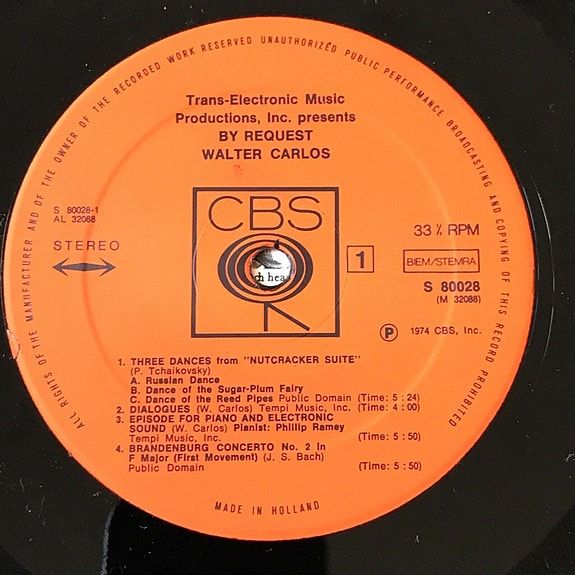 ALL RIGHTS OF THE MANUFACTURER AND OF THE OWNER OF THE RECORDED WORK RESERVED UNAUTHORIZED PUBLIC PERFORMANCE BROADCASTING AND COPYING OF THIS RECORD PROHIBITED
Trans-Electronic Music
Productions, Inc. presents
BY REQUEST
WALTER CARLOS
CBS
S 80028-1
AL 32088
STEREO
33 ⅓ RPM
1
BIEM/STEMRA
S 80028
(M 32088)
Ⓟ 1974 CBS, Inc.
1. THREE DANCES from "NUTCRACKER SUITE"
(P. Tchaikovsky)
A. Russian Dance
B. Dance of the Sugar-Plum Fairy
C. Dance of the Reed Pipes Public Domain (Time: 5 : 24)
2. DIALOGUES (W. Carlos) Tempi Music, Inc. (Time: 4 : 00)
3. EPISODE FOR PIANO AND ELECTRONIC
SOUND (W. Carlos) Pianist: Phillip Ramey
Tempi Music, Inc. (Time: 5 : 50)
4. BRANDENBURG CONCERTO No. 2 in
F Major (First Movement) (J. S. Bach)
Public Domain (Time: 5 : 50)
MADE IN HOLLAND